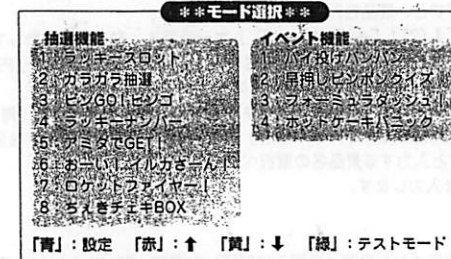 **モード選択**
抽選機能
1：ラッキースロット
2：ガラガラ抽選
3：ビンGO！ビンゴ
4：ラッキーナンバー
5：アミダでGET！
6：おーい！イルカさーん！
7：ロケットファイヤー！
8：ちえきチェキBOX
イベント機能
1：パイ投げバンバン
2：早押しピンポンクイズ
3：フォーミュラダッシュ！
4：ホットケーキパニック
「青」：設定　「赤」：⬆　「黄」：⬇　「緑」：テストモード